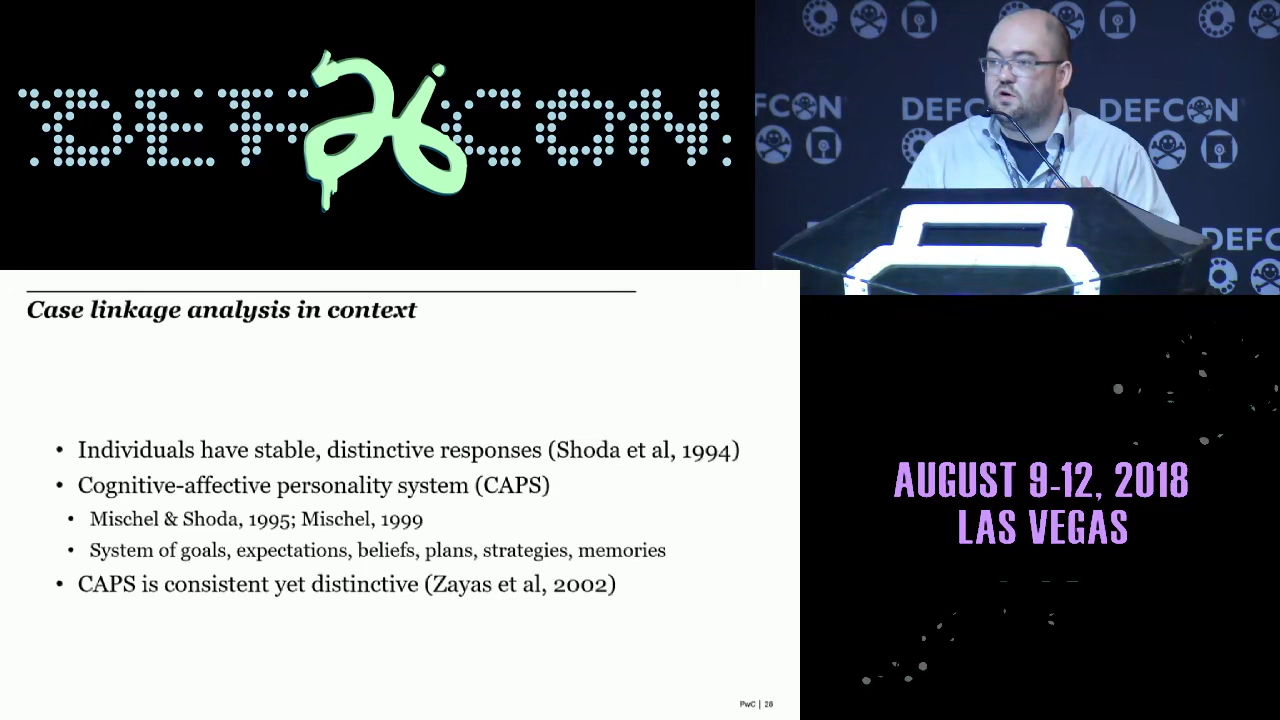 DEF 26 CON
DEFCON
DEFCON
DEFCON
DEFC
Case linkage analysis in context
• Individuals have stable, distinctive responses (Shoda et al, 1994)
• Cognitive-affective personality system (CAPS)
• Mischel & Shoda, 1995; Mischel, 1999
• System of goals, expectations, beliefs, plans, strategies, memories
• CAPS is consistent yet distinctive (Zayas et al, 2002)
PwC | 28
AUGUST 9-12, 2018
LAS VEGAS